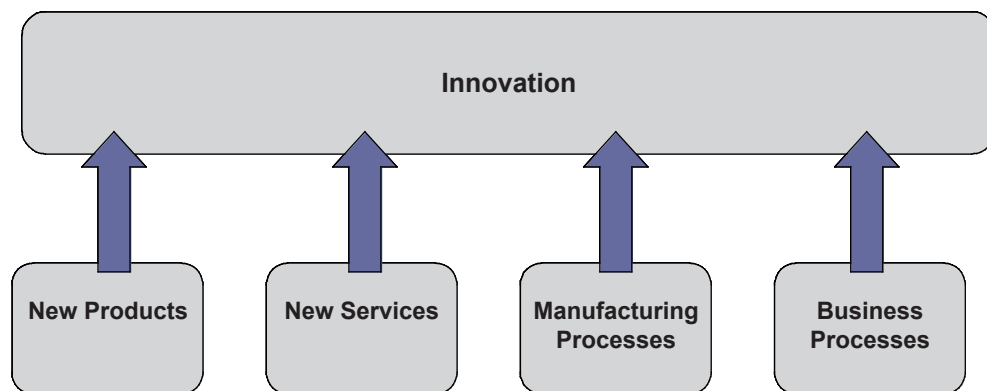 Innovation
New Products
New Services
Manufacturing
Processes
Business
Processes